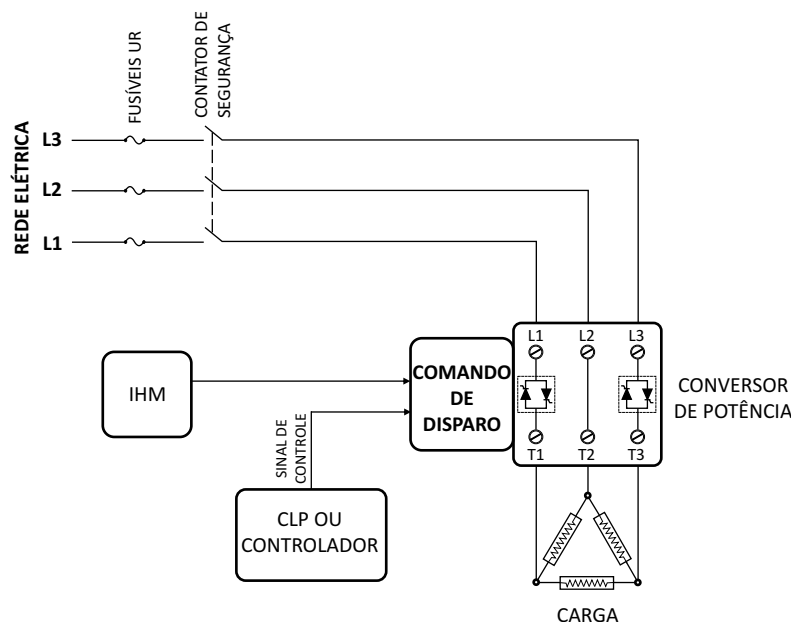 FUSÍVEIS UR
CONTATOR DE
SEGURANÇA
REDE ELÉTRICA
L3
L2
L1
L1
L2
L3
IHM
COMANDO
DE
DISPARO
CONVERSOR
DE POTÊNCIA
SINAL DE
CONTROLE
T1
T2
T3
CLP OU
CONTROLADOR
CARGA